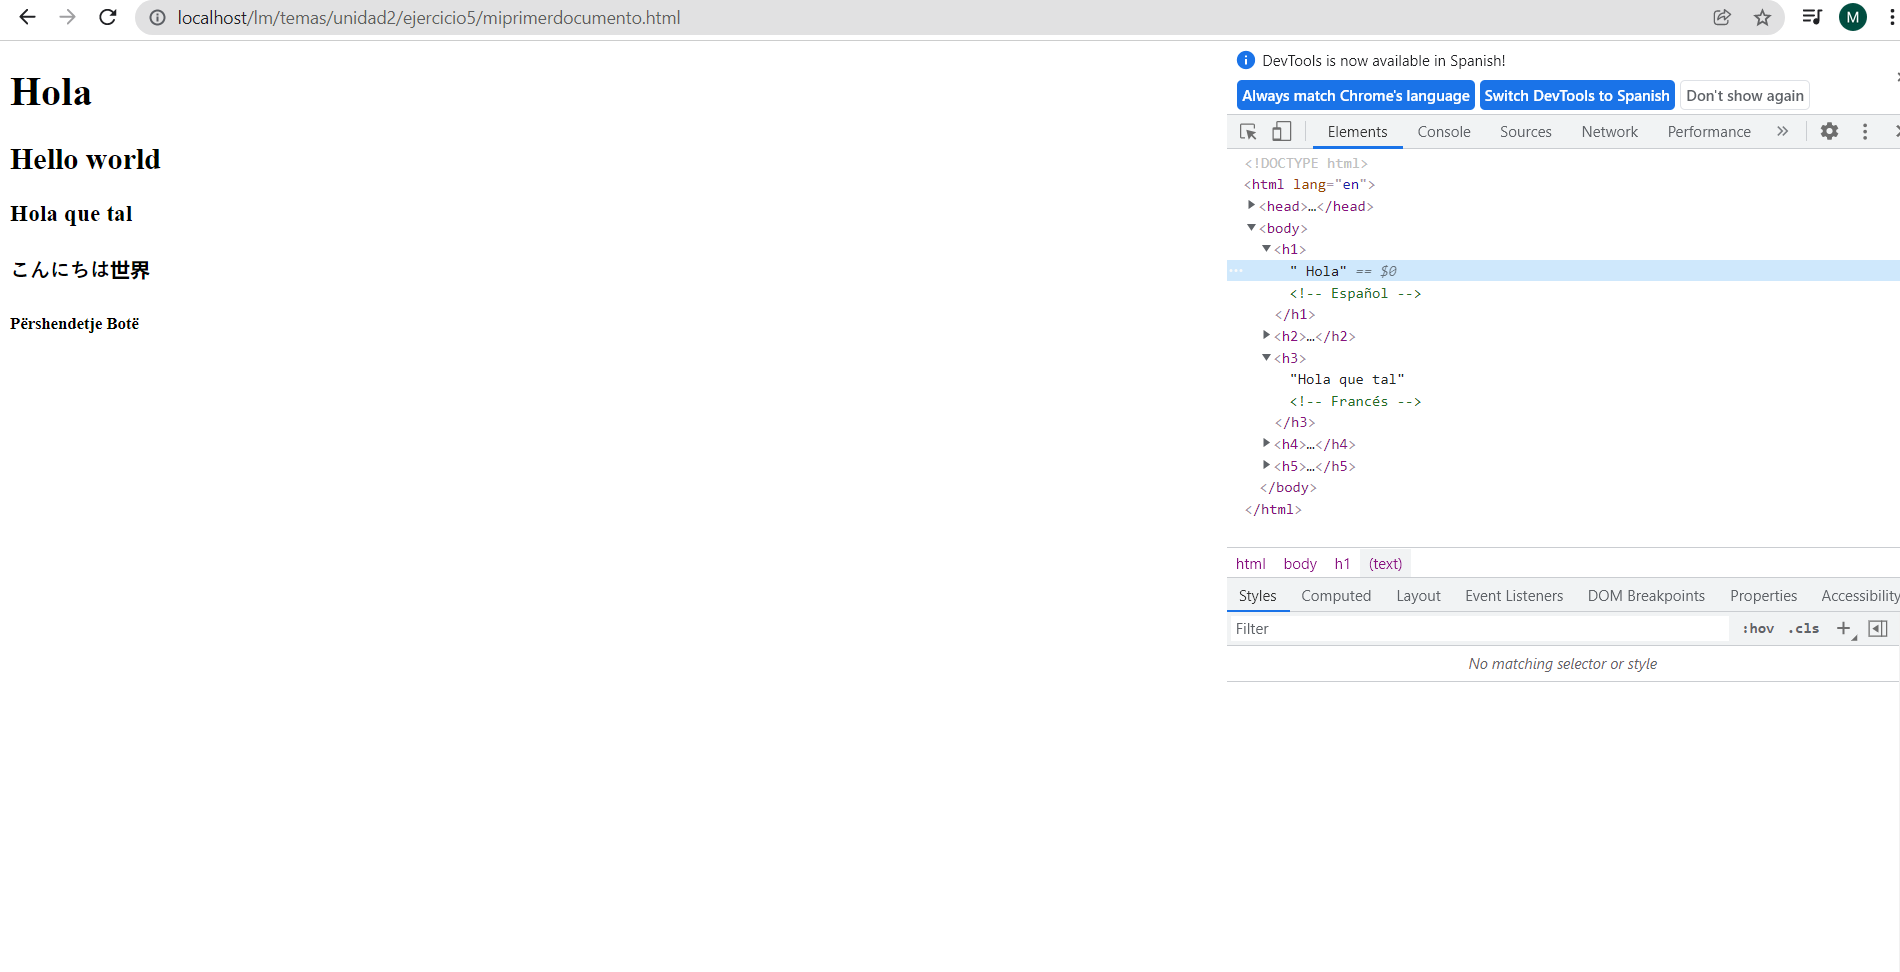 localhost/lm/temas/unidad2/ejercicio5/miprimerdocumento.html
M
Hola
Hello world
Hola que tal
こんにちは世界
Përshendetje Botë
DevTools is now available in Spanish!
Always match Chrome's language
Switch DevTools to Spanish
Don't show again
Elements Console Sources Network Performance »
<!DOCTYPE html>
<html lang="en">
<head>…</head>
<body>
<h1>
" Hola" == $0
<!-- Español -->
</h1>
<h2>…</h2>
<h3>
"Hola que tal"
<!-- Francés -->
</h3>
<h4>…</h4>
<h5>…</h5>
</body>
</html>
html body h1 (text)
Styles Computed Layout Event Listeners DOM Breakpoints Properties Accessibility
Filter :hov .cls +
No matching selector or style